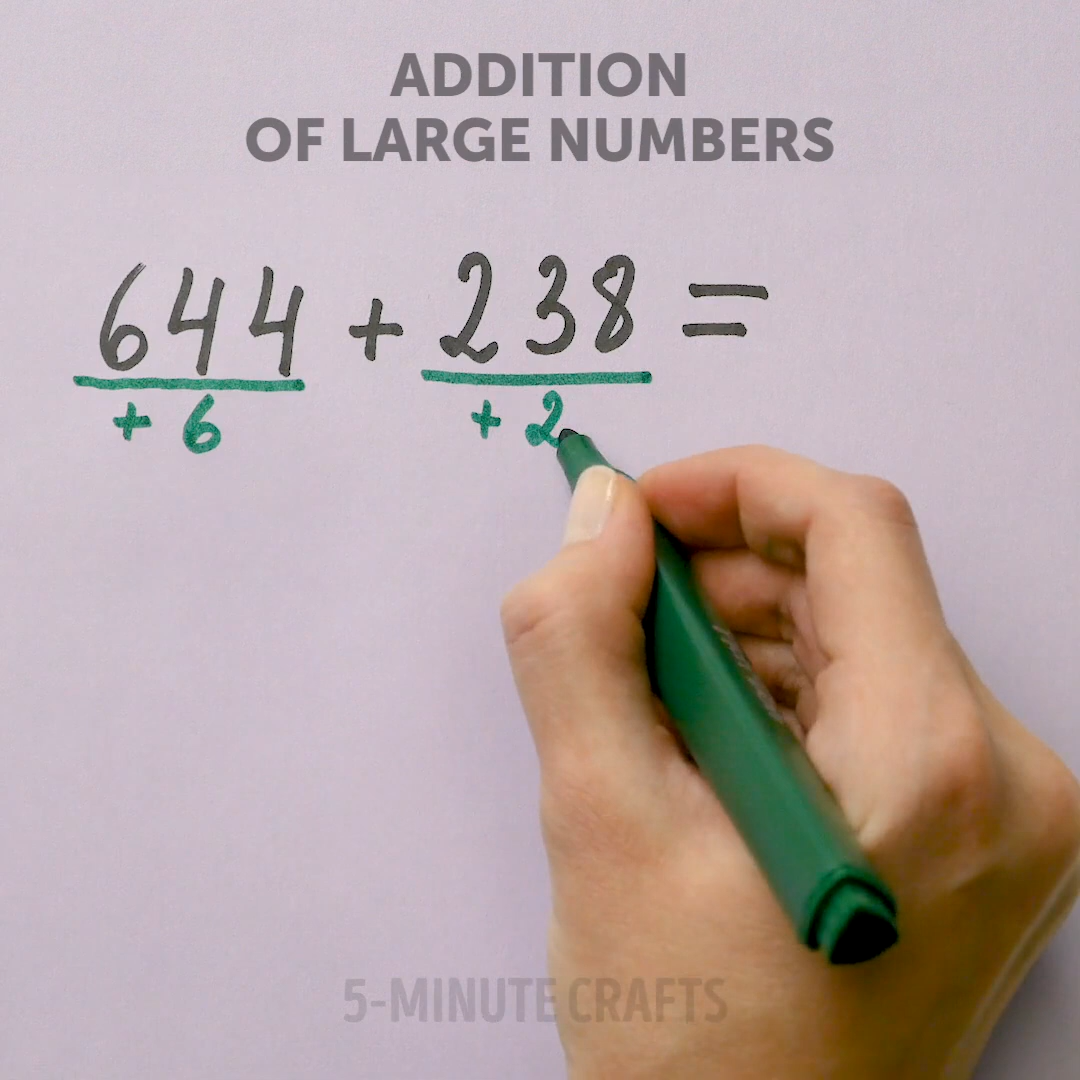 ADDITION
OF LARGE NUMBERS
644 + 238 =
+ 6 + 2
5-MINUTE CRAFTS